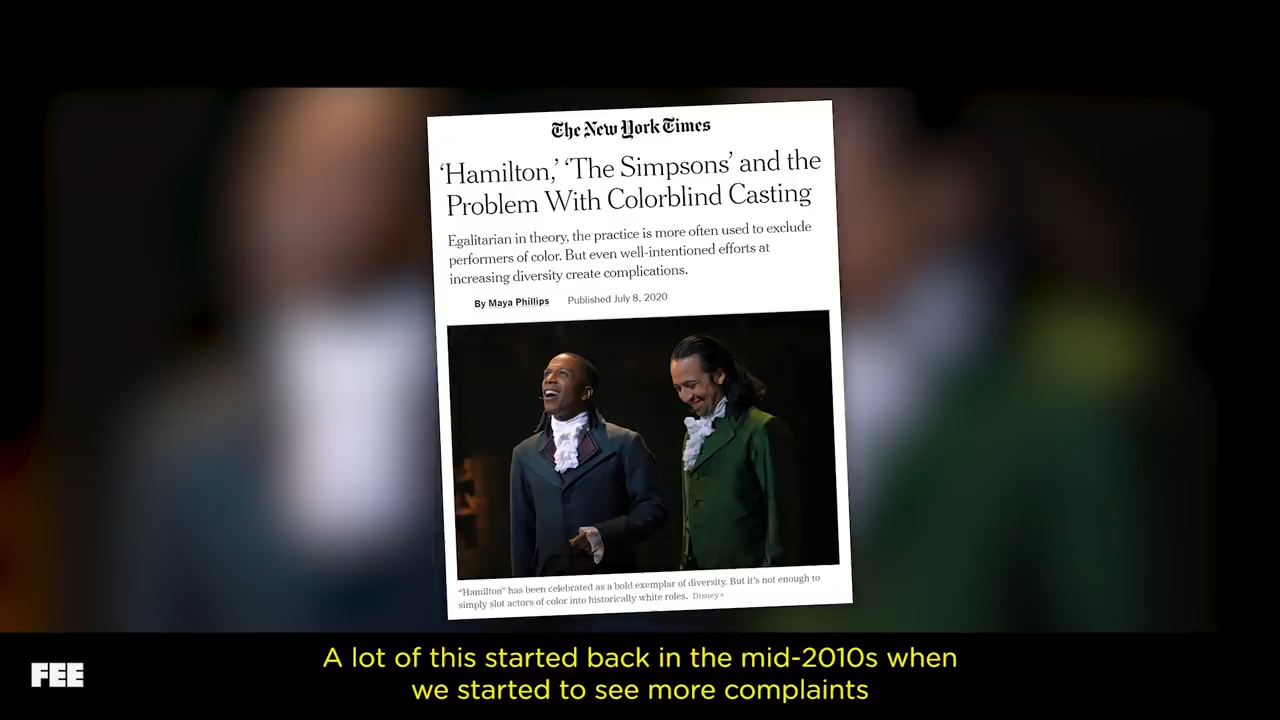 The New York Times
‘Hamilton,’ ‘The Simpsons’ and the
Problem With Colorblind Casting
Egalitarian in theory, the practice is more often used to exclude
performers of color. But even well-intentioned efforts at
increasing diversity create complications.
By Maya Phillips Published July 8, 2020
“Hamilton” has been celebrated as a bold exemplar of diversity. But it’s not enough to
simply slot actors of color into historically white roles. Disney+
A lot of this started back in the mid-2010s when
we started to see more complaints
FEE